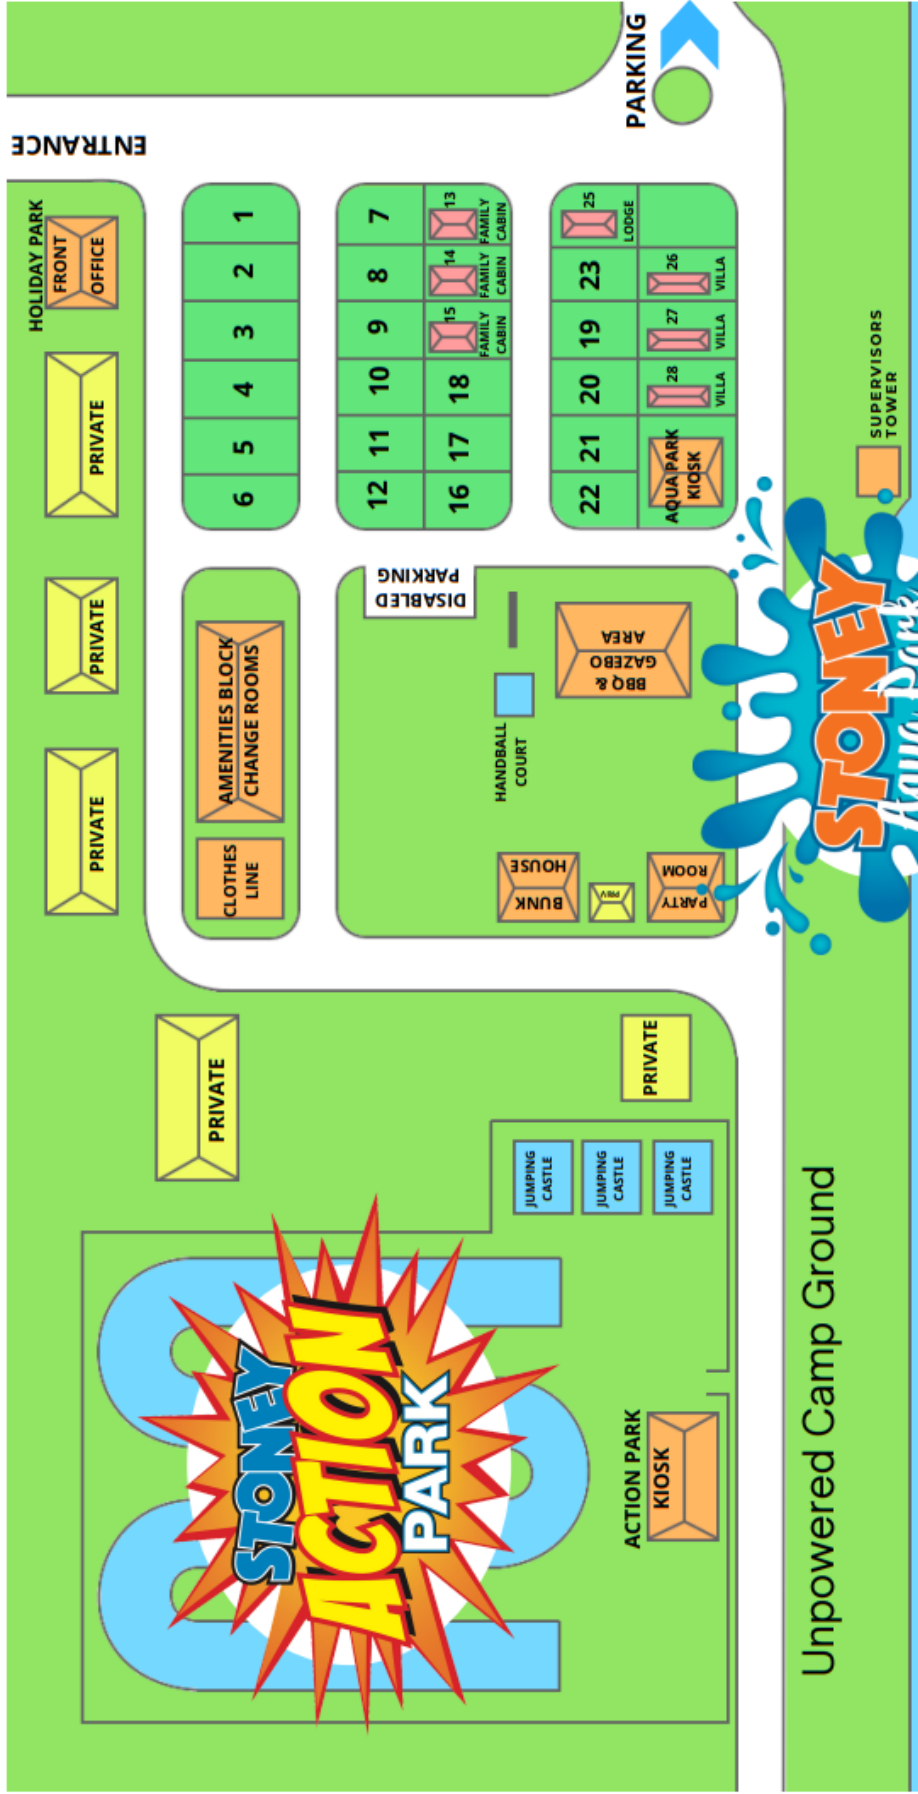 ENTRANCE
PARKING
HOLIDAY PARK
FRONT
OFFICE
PRIVATE
PRIVATE
PRIVATE
1
2
3
4
5
6
7
8
9
10
11
12
13
FAMILY
CABIN
14
FAMILY
CABIN
15
FAMILY
CABIN
18
17
16
25
LODGE
23
19
20
21
22
26
VILLA
27
VILLA
28
VILLA
AQUA PARK
KIOSK
SUPERVISORS
TOWER
DISABLED
PARKING
AMENITIES BLOCK
CHANGE ROOMS
CLOTHES
LINE
HANDBALL
COURT
BBQ &
GAZEBO
AREA
BUNK
HOUSE
PRIV
PARTY
ROOM
STONEY
Aqua Park
PRIVATE
PRIVATE
JUMPING
CASTLE
JUMPING
CASTLE
JUMPING
CASTLE
STONEY
ACTION
PARK
ACTION PARK
KIOSK
Unpowered Camp Ground